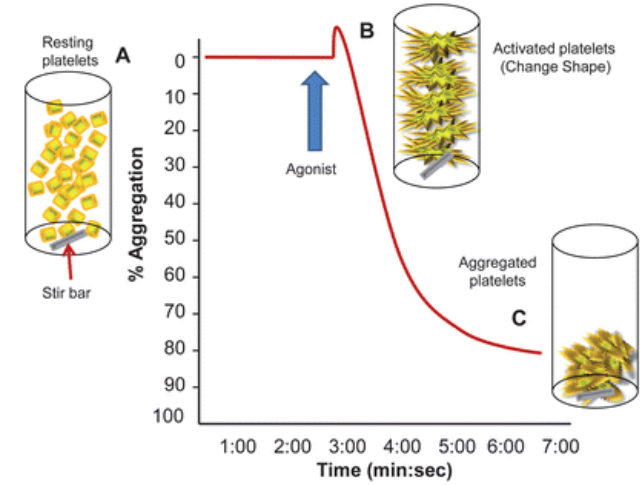 Resting
platelets
A
Stir bar
B
Activated platelets
(Change Shape)
Agonist
Aggregated
platelets
C
% Aggregation
0
10
20
30
40
50
60
70
80
90
100
1:00 2:00 3:00 4:00 5:00 6:00 7:00
Time (min:sec)